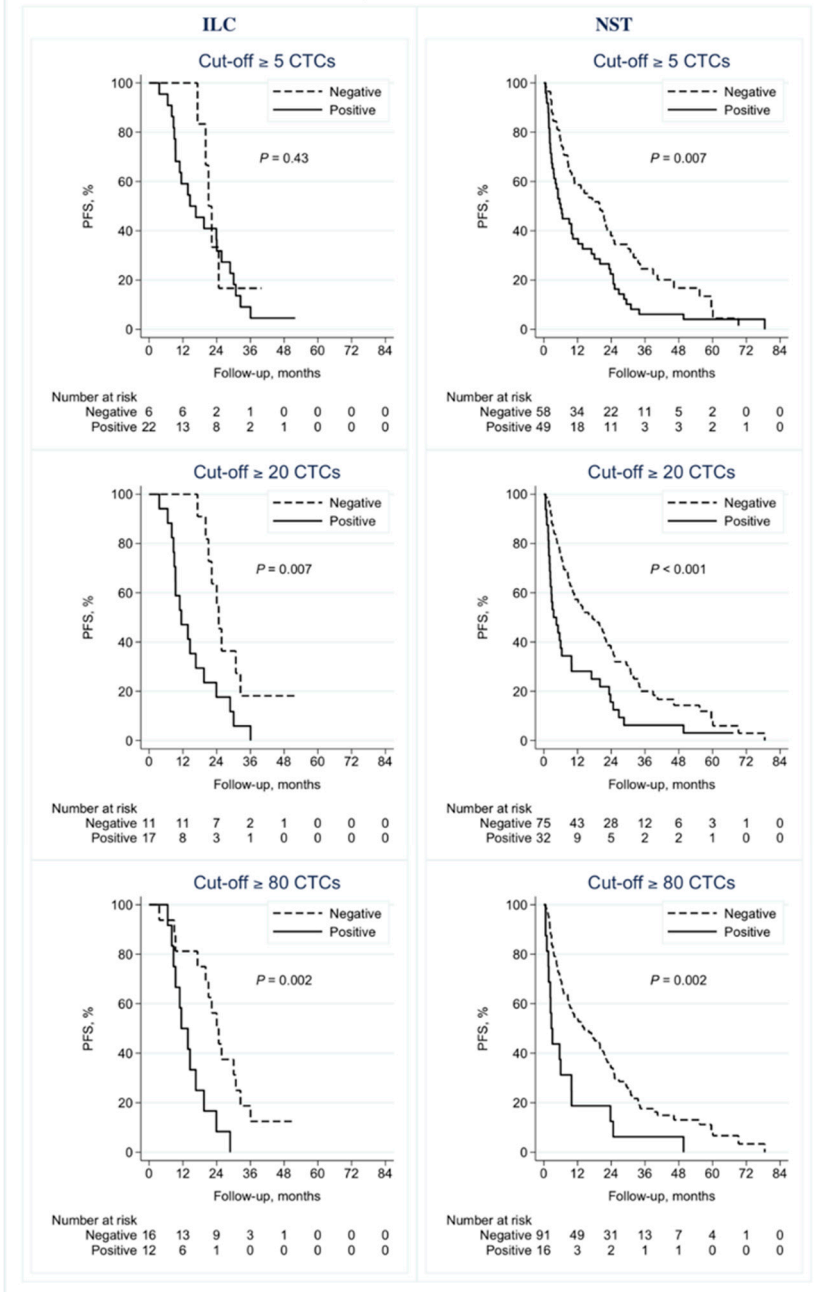 ILC
NST
Cut-off ≥ 5 CTCs
100
80
60
40
20
0
PFS, %
Negative
Positive
P = 0.43
0 12 24 36 48 60 72 84
Follow-up, months
Number at risk
Negative 6 6 2 1 0 0 0 0
Positive 22 13 8 2 1 0 0 0
Cut-off ≥ 5 CTCs
100
80
60
40
20
0
PFS, %
Negative
Positive
P = 0.007
0 12 24 36 48 60 72 84
Follow-up, months
Number at risk
Negative 58 34 22 11 5 2 0 0
Positive 49 18 11 3 3 2 1 0
Cut-off ≥ 20 CTCs
100
80
60
40
20
0
PFS, %
Negative
Positive
P = 0.007
0 12 24 36 48 60 72 84
Follow-up, months
Number at risk
Negative 11 11 7 2 1 0 0 0
Positive 17 8 3 1 0 0 0 0
Cut-off ≥ 20 CTCs
100
80
60
40
20
0
PFS, %
Negative
Positive
P < 0.001
0 12 24 36 48 60 72 84
Follow-up, months
Number at risk
Negative 75 43 28 12 6 3 1 0
Positive 32 9 5 2 2 1 0 0
Cut-off ≥ 80 CTCs
100
80
60
40
20
0
PFS, %
Negative
Positive
P = 0.002
0 12 24 36 48 60 72 84
Follow-up, months
Number at risk
Negative 16 13 9 3 1 0 0 0
Positive 12 6 1 0 0 0 0 0
Cut-off ≥ 80 CTCs
100
80
60
40
20
0
PFS, %
Negative
Positive
P = 0.002
0 12 24 36 48 60 72 84
Follow-up, months
Number at risk
Negative 91 49 31 13 7 4 1 0
Positive 16 3 2 1 1 0 0 0